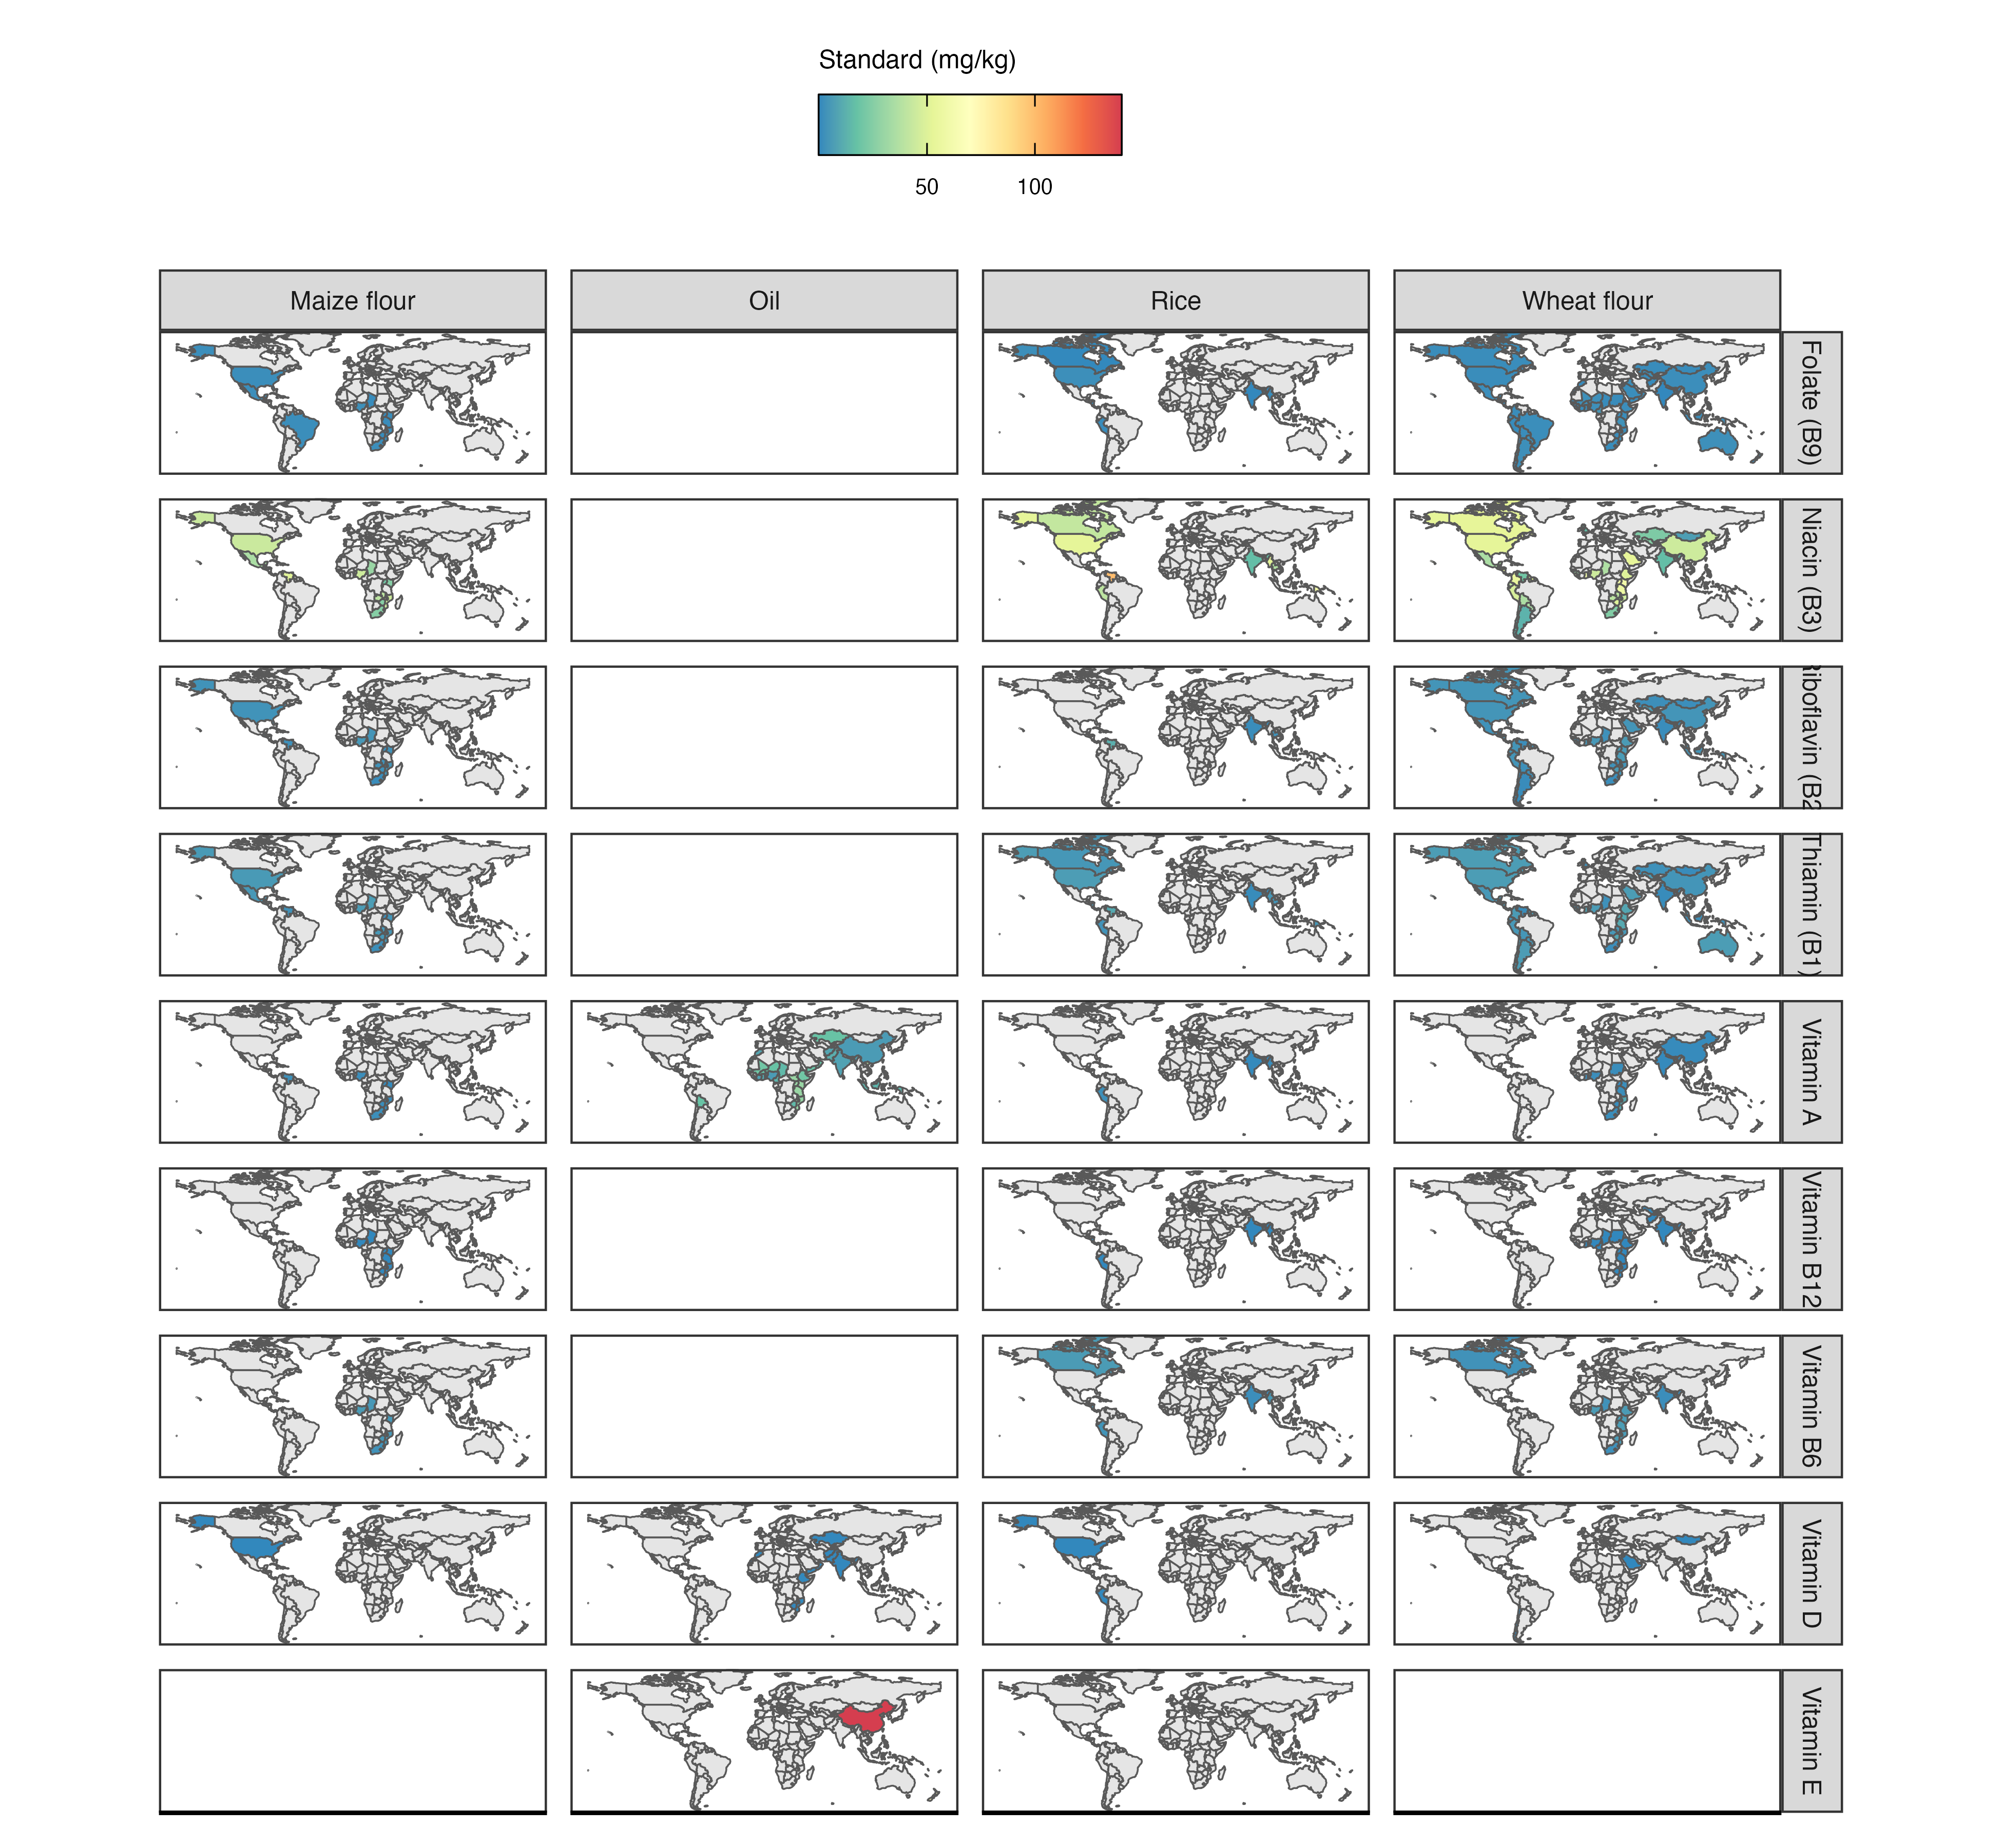 Standard (mg/kg)
50 100
Maize flour Oil Rice Wheat flour
Folate (B9)
Niacin (B3)
Riboflavin (B2
Thiamin (B1)
Vitamin A
Vitamin B12
Vitamin B6
Vitamin D
Vitamin E